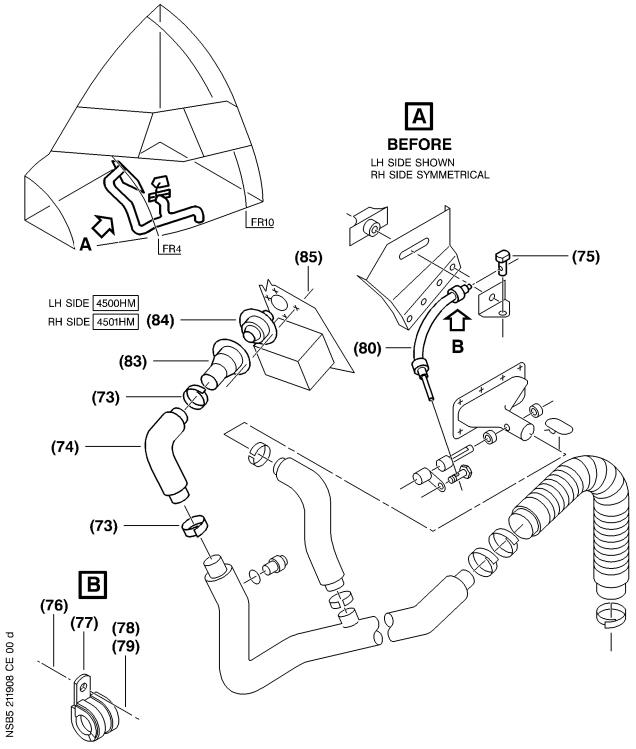 A
BEFORE
LH SIDE SHOWN
RH SIDE SYMMETRICAL
FR10
A
FR4
(85)
(75)
LH SIDE 4500HM
RH SIDE 4501HM
(84)
(80)
B
(83)
(73)
(74)
(73)
B
(76)
(77)
(78)
(79)
NSB5 211908 CE 00 d